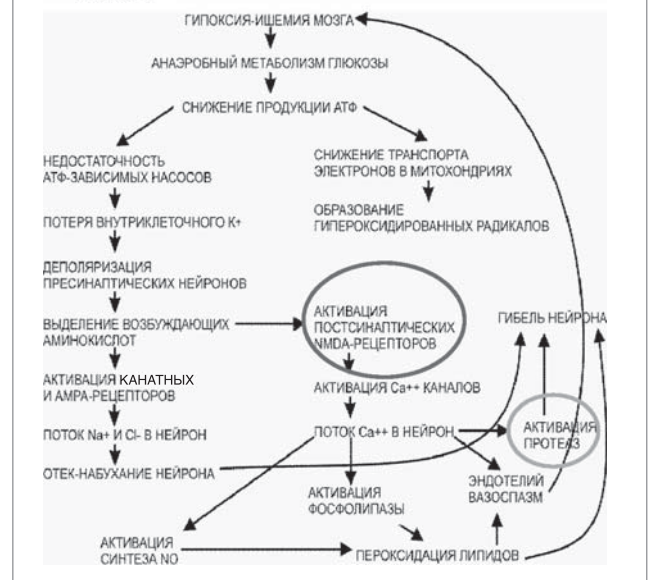 ГИПОКСИЯ-ИШЕМИЯ МОЗГА
АНАЭРОБНЫЙ МЕТАБОЛИЗМ ГЛЮКОЗЫ
СНИЖЕНИЕ ПРОДУКЦИИ АТФ
НЕДОСТАТОЧНОСТЬ
АТФ-ЗАВИСИМЫХ НАСОСОВ
ПОТЕРЯ ВНУТРИКЛЕТОЧНОГО К+
ДЕПОЛЯРИЗАЦИЯ
ПРЕСИНАПТИЧЕСКИХ НЕЙРОНОВ
ВЫДЕЛЕНИЕ ВОЗБУЖДАЮЩИХ
АМИНОКИСЛОТ
АКТИВАЦИЯ КАНАТНЫХ
И АМРА-РЕЦЕПТОРОВ
ПОТОК Na+ И Cl- В НЕЙРОН
ОТЕК-НАБУХАНИЕ НЕЙРОНА
СНИЖЕНИЕ ТРАНСПОРТА
ЭЛЕКТРОНОВ В МИТОХОНДРИЯХ
ОБРАЗОВАНИЕ
ГИПЕРОКСИДИРОВАННЫХ РАДИКАЛОВ
АКТИВАЦИЯ
ПОСТСИНАПТИЧЕСКИХ
NMDA-РЕЦЕПТОРОВ
АКТИВАЦИЯ Ca++ КАНАЛОВ
ПОТОК Ca++ В НЕЙРОН
ГИБЕЛЬ НЕЙРОНА
АКТИВАЦИЯ
ПРОТЕАЗ
ЭНДОТЕЛИЙ
ВАЗОСПАЗМ
АКТИВАЦИЯ
ФОСФОЛИПАЗЫ
АКТИВАЦИЯ
СИНТЕЗА NO
ПЕРОКСИДАЦИЯ ЛИПИДОВ